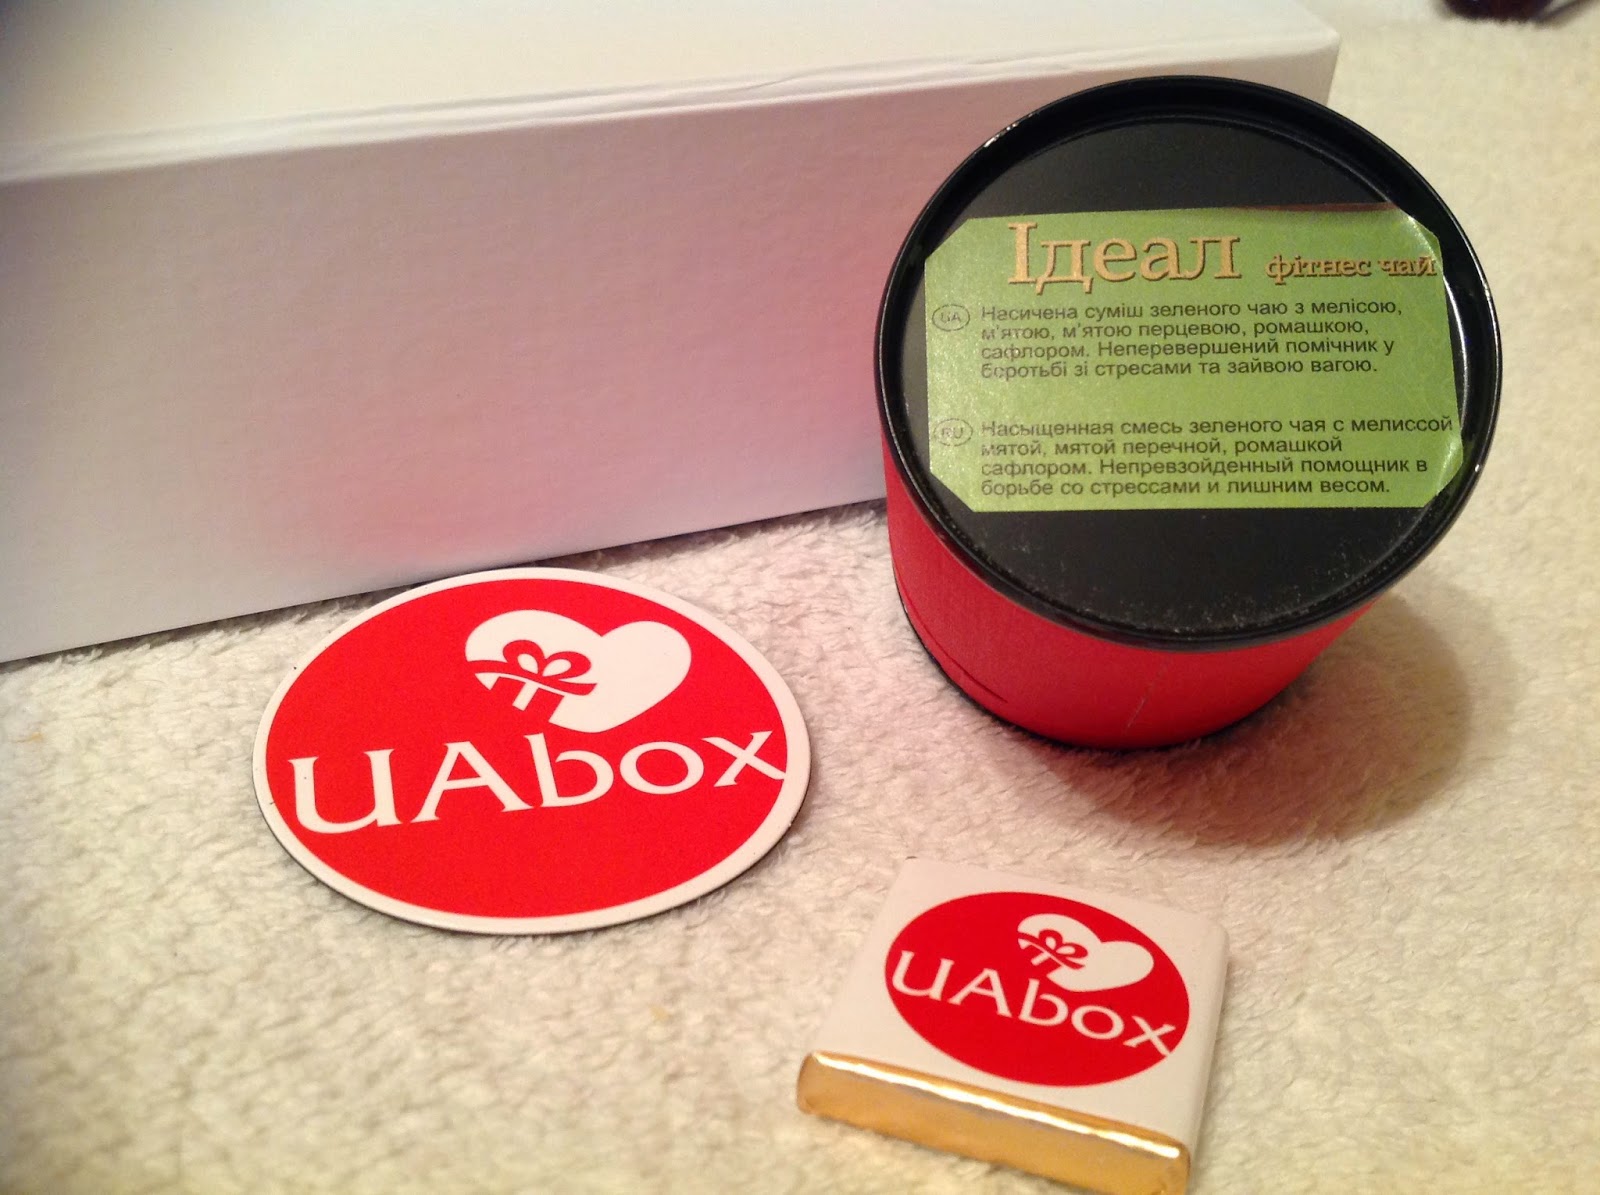 Ідеал фітнес чай
UA Насичена суміш зеленого чаю з мелісою,
м'ятою, м'ятою перцевою, ромашкою,
сафлором. Неперевершений помічник у
боротьбі зі стресами та зайвою вагою.
RU Насыщенная смесь зеленого чая с мелиссой
мятой, мятой перечной, ромашкой
сафлором. Непревзойденный помощник в
борьбе со стрессами и лишним весом.
UAbox
UAbox